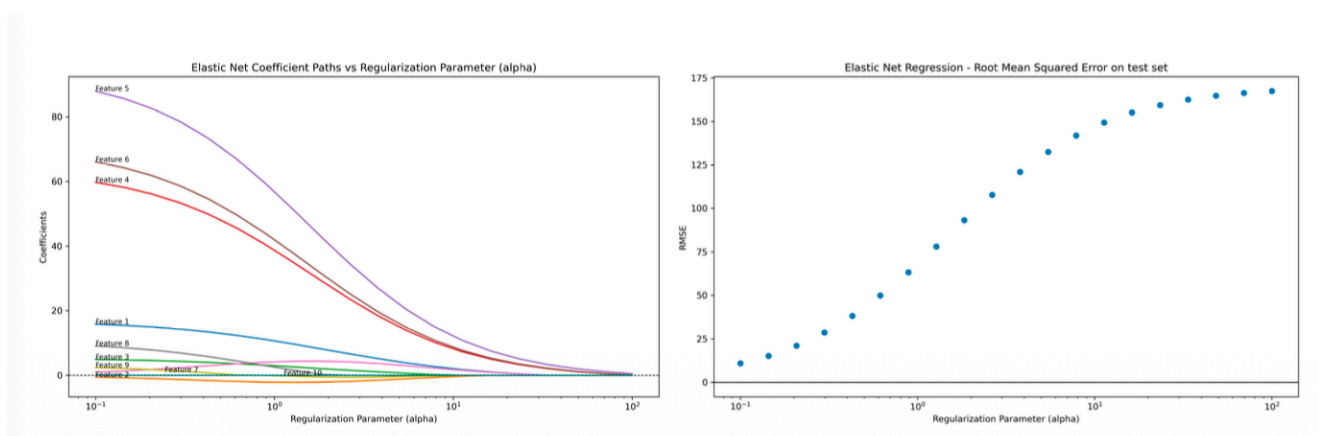 Elastic Net Coefficient Paths vs Regularization Parameter (alpha)
Feature 5
80
Feature 6
60
Feature 4
Coefficients
40
20
Feature 1
Feature 8
Feature 3
Feature 9
Feature 7
Feature 10
0
Feature 2
10⁻¹
10⁰
10¹
10²
Regularization Parameter (alpha)
Elastic Net Regression - Root Mean Squared Error on test set
175
150
125
100
RMSE
75
50
25
0
10⁻¹
10⁰
10¹
10²
Regularization Parameter (alpha)